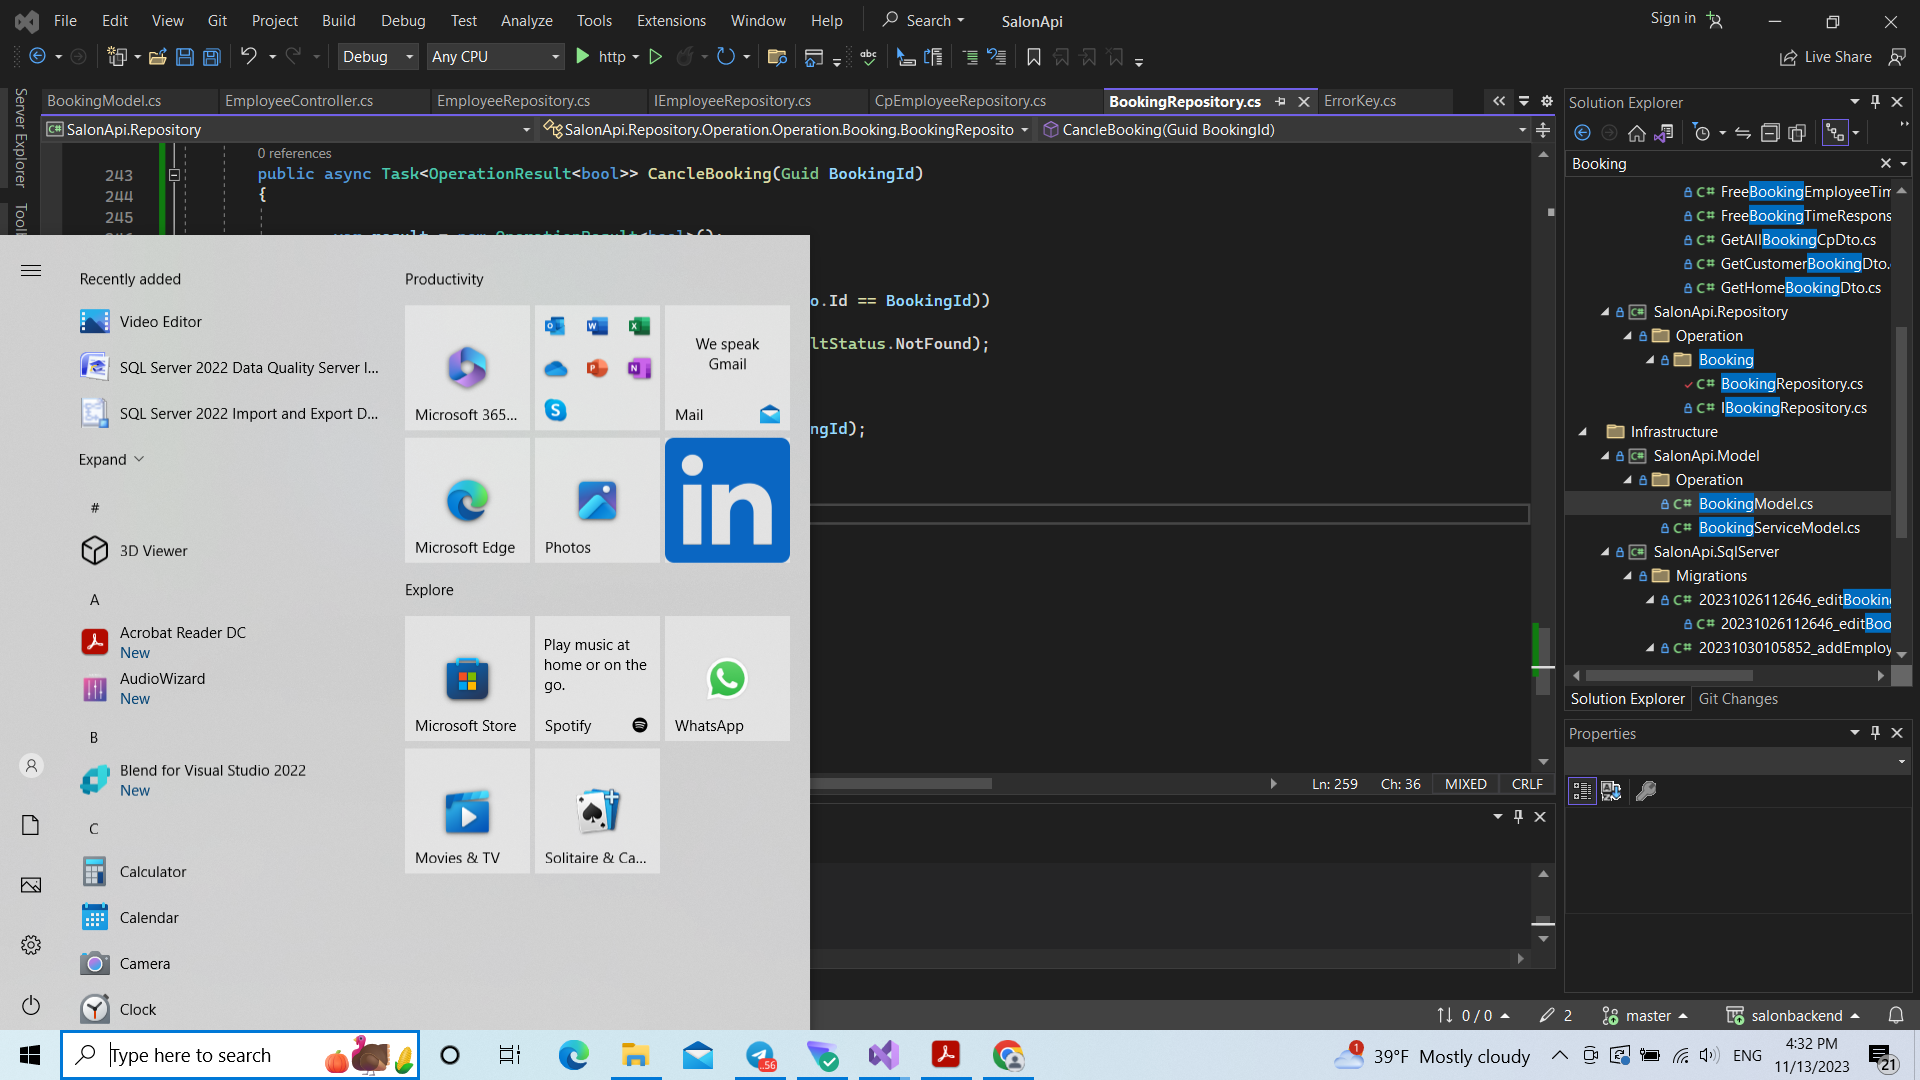 File Edit View Git Project Build Debug Test Analyze Tools Extensions Window Help Search SalonApi Sign in
Debug Any CPU http Live Share
Server Explorer
BookingModel.cs EmployeeController.cs EmployeeRepository.cs IEmployeeRepository.cs CpEmployeeRepository.cs BookingRepository.cs ErrorKey.cs
SalonApi.Repository SalonApi.Repository.Operation.Operation.Booking.BookingReposito CancleBooking(Guid BookingId)
0 references
243 public async Task<OperationResult<bool>> CancleBooking(Guid BookingId)
244 {
245
o.Id == BookingId))
ltStatus.NotFound);
ngId);
Ln: 259 Ch: 36 MIXED CRLF
Recently added
Video Editor
SQL Server 2022 Data Quality Server I...
SQL Server 2022 Import and Export D...
Expand
#
3D Viewer
A
Acrobat Reader DC
New
AudioWizard
New
B
Blend for Visual Studio 2022
New
C
Calculator
Calendar
Camera
Clock
Productivity
Microsoft 365...
We speak
Gmail
Mail
Microsoft Edge
Photos
in
Explore
Microsoft Store
Play music at
home or on the
go.
Spotify
WhatsApp
Movies & TV
Solitaire & Ca...
Solution Explorer
Booking
FreeBookingEmployeeTim
FreeBookingTimeRespons
GetAllBookingCpDto.cs
GetCustomerBookingDto.
GetHomeBookingDto.cs
SalonApi.Repository
Operation
Booking
BookingRepository.cs
IBookingRepository.cs
Infrastructure
SalonApi.Model
Operation
BookingModel.cs
BookingServiceModel.cs
SalonApi.SqlServer
Migrations
20231026112646_editBookin
20231026112646_editBoo
20231030105852_addEmploy
Solution Explorer Git Changes
Properties
0 / 0 2 master salonbackend
Type here to search
..56
1
39°F Mostly cloudy
ENG
4:32 PM
11/13/2023
21